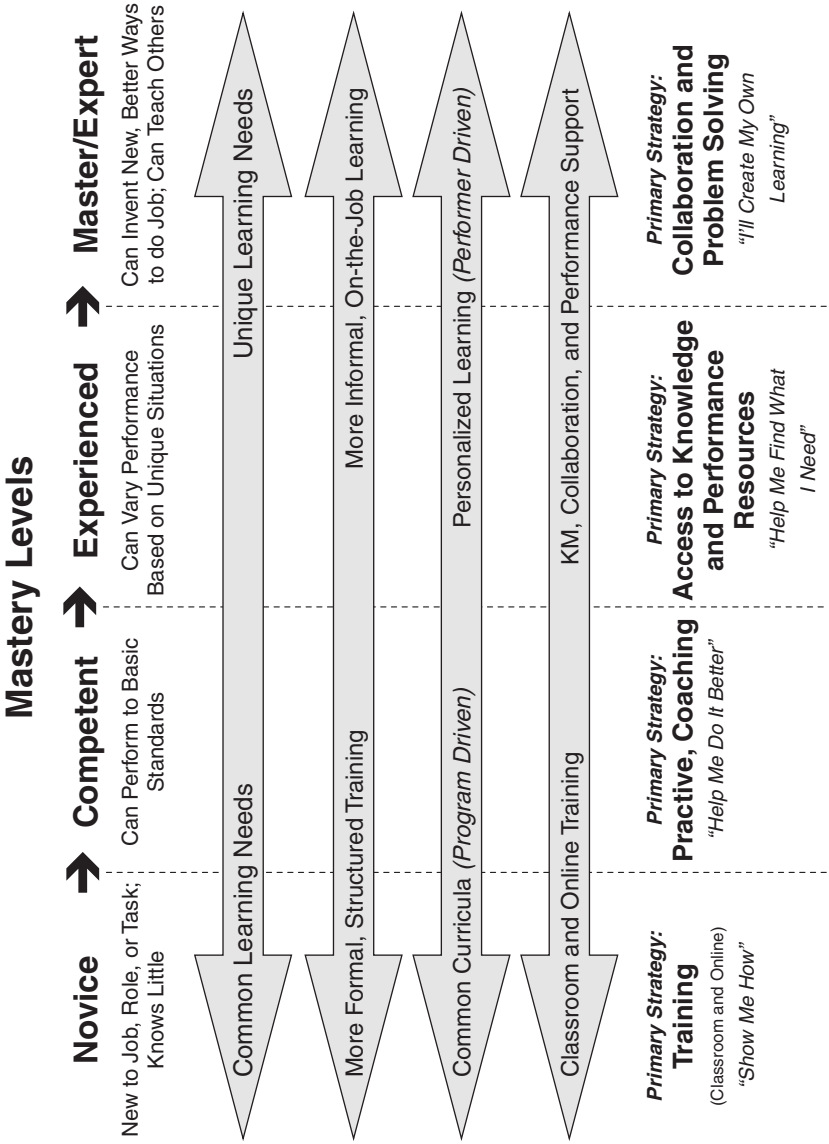 Mastery Levels
Novice
New to Job, Role, or Task;
Knows Little
Competent
Can Perform to Basic
Standards
Experienced
Can Vary Performance
Based on Unique Situations
Master/Expert
Can Invent New, Better Ways
to do Job; Can Teach Others
Common Learning Needs
Unique Learning Needs
More Formal, Structured Training
More Informal, On-the-Job Learning
Common Curricula (Program Driven)
Personalized Learning (Performer Driven)
Classroom and Online Training
KM, Collaboration, and Performance Support
Primary Strategy:
Training
(Classroom and Online)
“Show Me How”
Primary Strategy:
Practive, Coaching
“Help Me Do It Better”
Primary Strategy:
Access to Knowledge
and Performance
Resources
“Help Me Find What
I Need”
Primary Strategy:
Collaboration and
Problem Solving
“I’ll Create My Own
Learning”